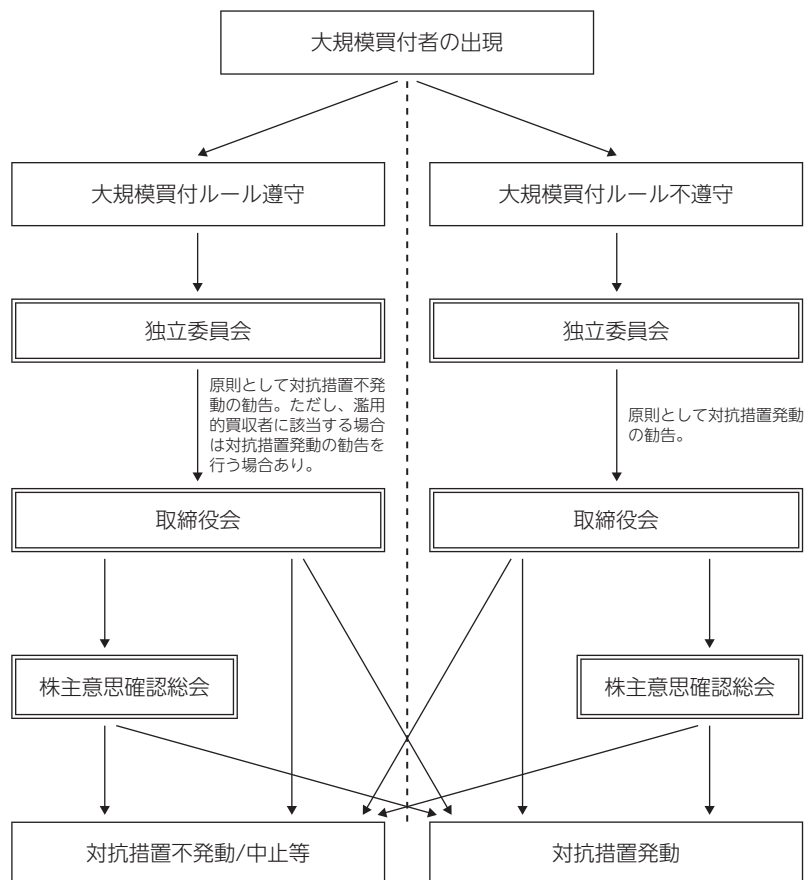 大規模買付者の出現
大規模買付ルール遵守
大規模買付ルール不遵守
独立委員会
独立委員会
原則として対抗措置不発
動の勧告。ただし、濫用
的買収者に該当する場合
は対抗措置発動の勧告を
行う場合あり。
原則として対抗措置発動
の勧告。
取締役会
取締役会
株主意思確認総会
株主意思確認総会
対抗措置不発動/中止等
対抗措置発動